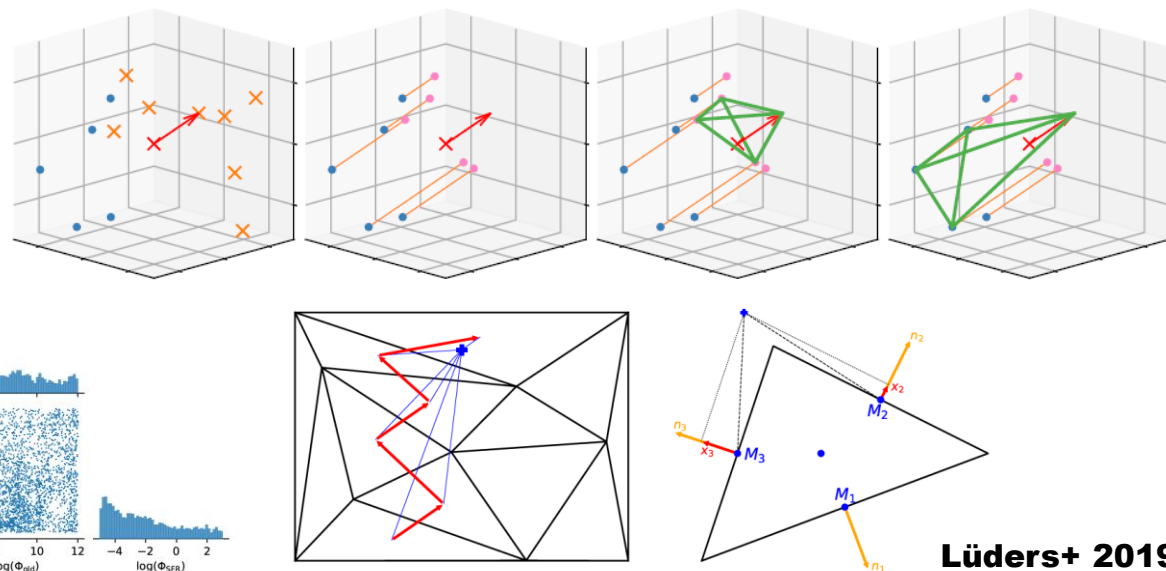 n₂
x₂
M₂
n₃
x₃
M₃
M₁
10
12
−4
−2
0
2
log(Φ_SFR)
n₁
Lüders+ 2019